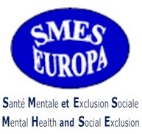 SMES
EUROPA
Santé Mentale et Exclusion Sociale
Mental Health and Social Exclusion